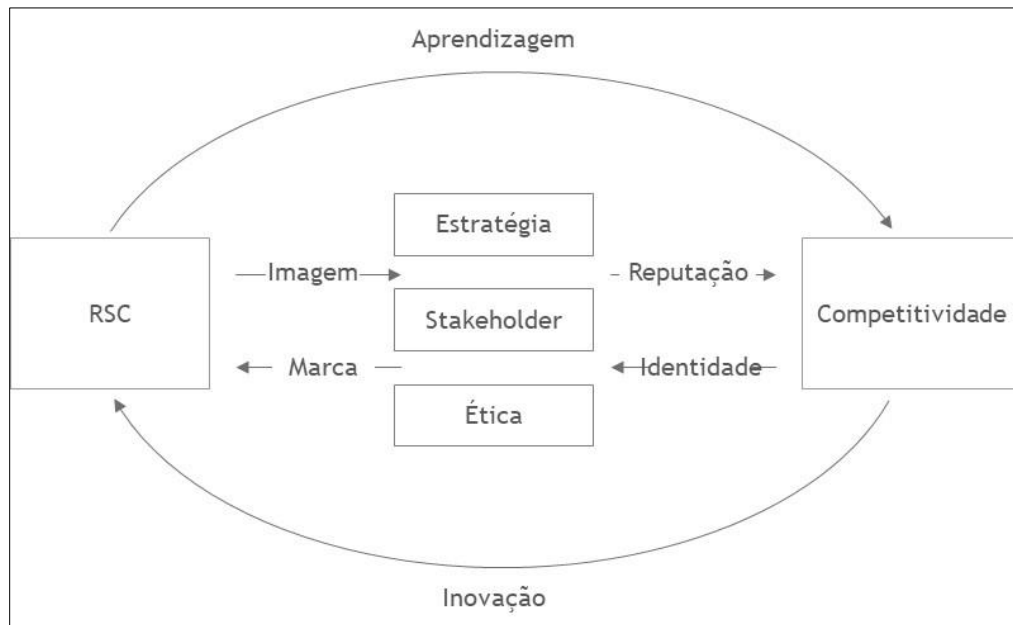 Aprendizagem
Estratégia
Imagem
Reputação
RSC
Stakeholder
Competitividade
Marca
Identidade
Ética
Inovação